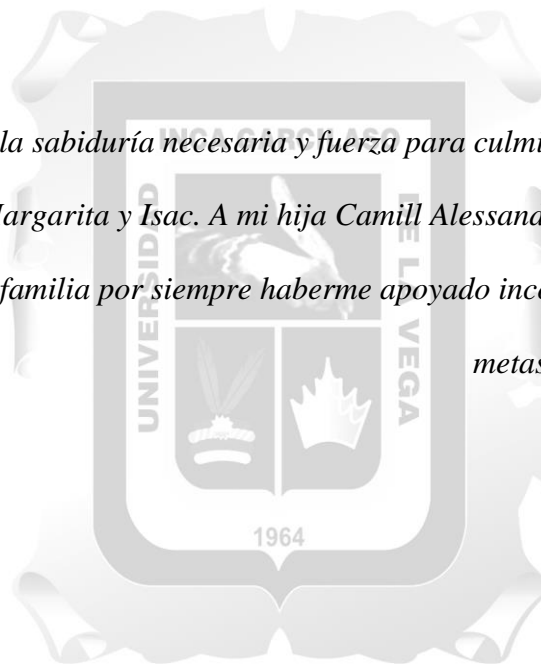 INCA GARCILASO
la sabiduría necesaria y fuerza para culmi
Margarita y Isac. A mi hija Camill Alessand
familia por siempre haberme apoyado inco
metas
UNIVERSIDAD
DE LA VEGA
1964